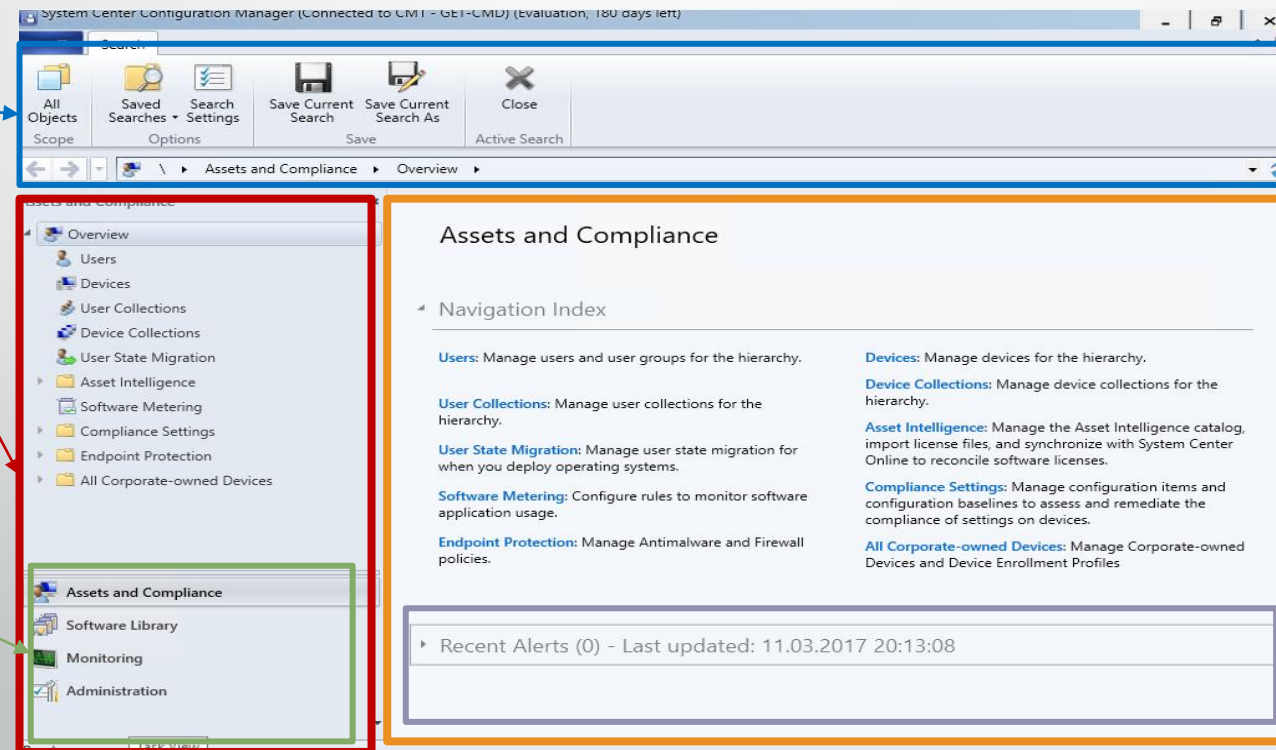 System Center Configuration Manager (Connected to CMT - GET-CMD) (Evaluation, 180 days left)
Search
All Objects
Saved Searches
Search Settings
Save Current Search
Save Current Search As
Close
Scope
Options
Save
Active Search
\ Assets and Compliance Overview
Assets and Compliance
Overview
Users
Devices
User Collections
Device Collections
User State Migration
Asset Intelligence
Software Metering
Compliance Settings
Endpoint Protection
All Corporate-owned Devices
Assets and Compliance
Software Library
Monitoring
Administration
Task View
Assets and Compliance
Navigation Index
Users: Manage users and user groups for the hierarchy.
User Collections: Manage user collections for the
hierarchy.
User State Migration: Manage user state migration for
when you deploy operating systems.
Software Metering: Configure rules to monitor software
application usage.
Endpoint Protection: Manage Antimalware and Firewall
policies.
Devices: Manage devices for the hierarchy.
Device Collections: Manage device collections for the
hierarchy.
Asset Intelligence: Manage the Asset Intelligence catalog,
import license files, and synchronize with System Center
Online to reconcile software licenses.
Compliance Settings: Manage configuration items and
configuration baselines to assess and remediate the
compliance of settings on devices.
All Corporate-owned Devices: Manage Corporate-owned
Devices and Device Enrollment Profiles
Recent Alerts (0) - Last updated: 11.03.2017 20:13:08